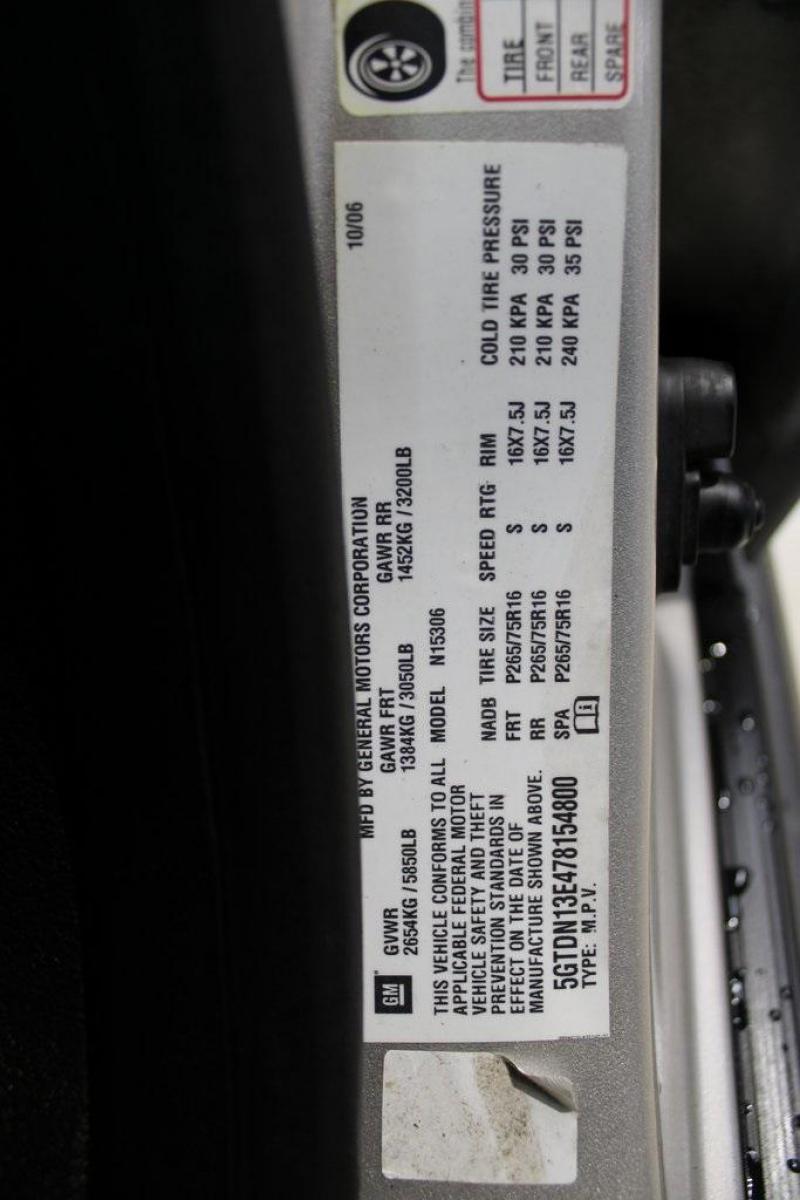 The combin
TIRE
FRONT
REAR
SPARE
MFD BY GENERAL MOTORS CORPORATION 10/06
GM
GVWR GAWR FRT GAWR RR
2654KG / 5850LB 1384KG / 3050LB 1452KG / 3200LB
THIS VEHICLE CONFORMS TO ALL MODEL N15306
APPLICABLE FEDERAL MOTOR
VEHICLE SAFETY AND THEFT
PREVENTION STANDARDS IN
EFFECT ON THE DATE OF
MANUFACTURE SHOWN ABOVE.
NADB TIRE SIZE SPEED RTG RIM COLD TIRE PRESSURE
FRT P265/75R16 S 16X7.5J 210 KPA 30 PSI
RR P265/75R16 S 16X7.5J 210 KPA 30 PSI
SPA P265/75R16 S 16X7.5J 240 KPA 35 PSI
5GTDN13E478154800
TYPE: M.P.V.